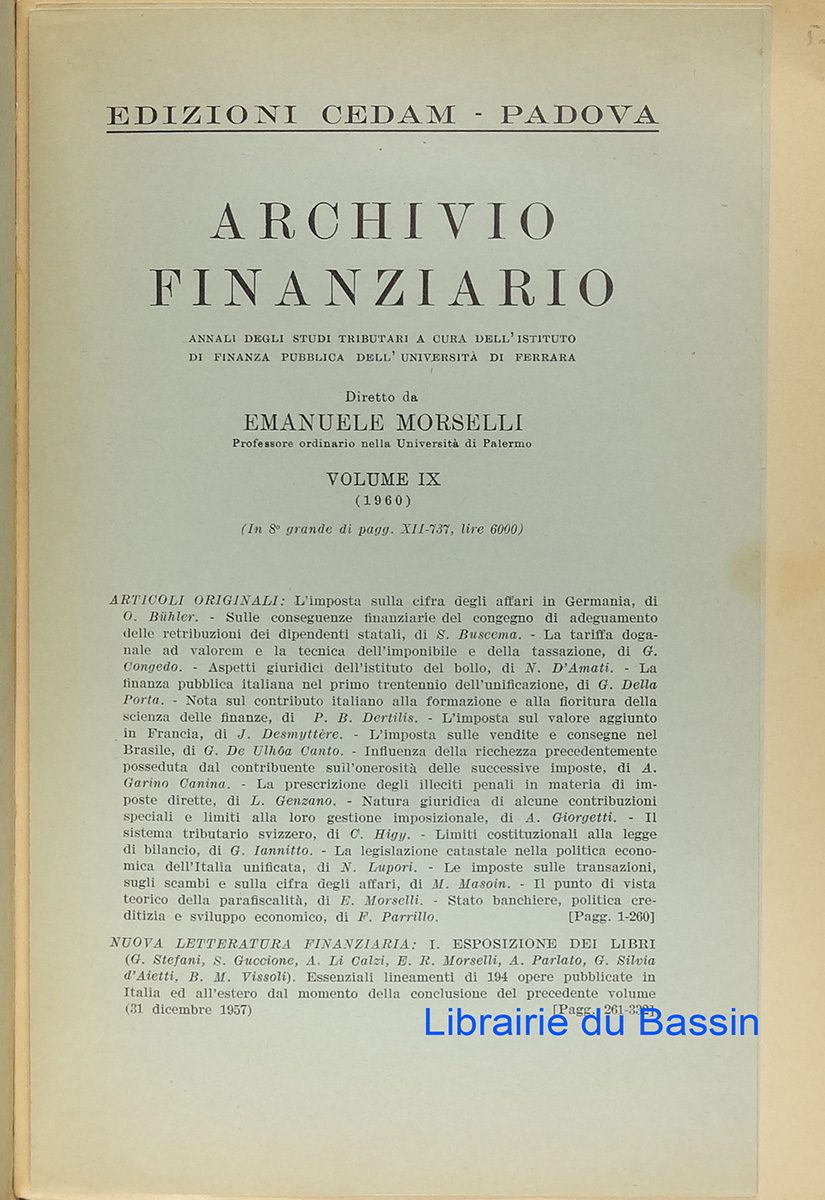 EDIZIONI CEDAM - PADOVA
ARCHIVIO
FINANZIARIO
ANNALI DEGLI STUDI TRIBUTARI A CURA DELL'ISTITUTO
DI FINANZA PUBBLICA DELL'UNIVERSITÀ DI FERRARA
Diretto da
EMANUELE MORSELLI
Professore ordinario nella Università di Palermo
VOLUME IX
(1960)
(In 8° grande di pagg. XII-737, lire 6000)
ARTICOLI ORIGINALI: L'imposta sulla cifra degli affari in Germania, di
O. Bühler. - Sulle conseguenze finanziarie del congegno di adeguamento
delle retribuzioni dei dipendenti statali, di S. Buscema. - La tariffa doga-
nale ad valorem e la tecnica dell'imponibile e della tassazione, di G.
Congedo. - Aspetti giuridici dell'istituto del bollo, di N. D'Amati. - La
finanza pubblica italiana nel primo trentennio dell'unificazione, di G. Della
Porta. - Nota sul contributo italiano alla formazione e alla fioritura della
scienza delle finanze, di P. B. Dertilis. - L'imposta sul valore aggiunto
in Francia, di J. Desmyttère. - L'imposta sulle vendite e consegne nel
Brasile, di G. De Ulhôa Canto. - Influenza della ricchezza precedentemente
posseduta dal contribuente sull'onerosità delle successive imposte, di A.
Garino Canina. - La prescrizione degli illeciti penali in materia di im-
poste dirette, di L. Genzano. - Natura giuridica di alcune contribuzioni
speciali e limiti alla loro gestione imposizionale, di A. Giorgetti. - Il
sistema tributario svizzero, di C. Higy. - Limiti costituzionali alla legge
di bilancio, di G. Iannitto. - La legislazione catastale nella politica econo-
mica dell'Italia unificata, di N. Lupori. - Le imposte sulle transazioni,
sugli scambi e sulla cifra degli affari, di M. Masoin. - Il punto di vista
teorico della parafiscalità, di E. Morselli. - Stato banchiere, politica cre-
ditizia e sviluppo economico, di F. Parrillo. [Pagg. 1-260]
NUOVA LETTERATURA FINANZIARIA: I. ESPOSIZIONE DEI LIBRI
(G. Stefani, S. Guccione, A. Li Calzi, E. R. Morselli, A. Parlato, G. Silvia
d'Aietti, B. M. Vissoli). Essenziali lineamenti di 194 opere pubblicate in
Italia ed all'estero dal momento della conclusione del precedente volume
(31 dicembre 1957) [Pagg. 261-332]
Librairie du Bassin